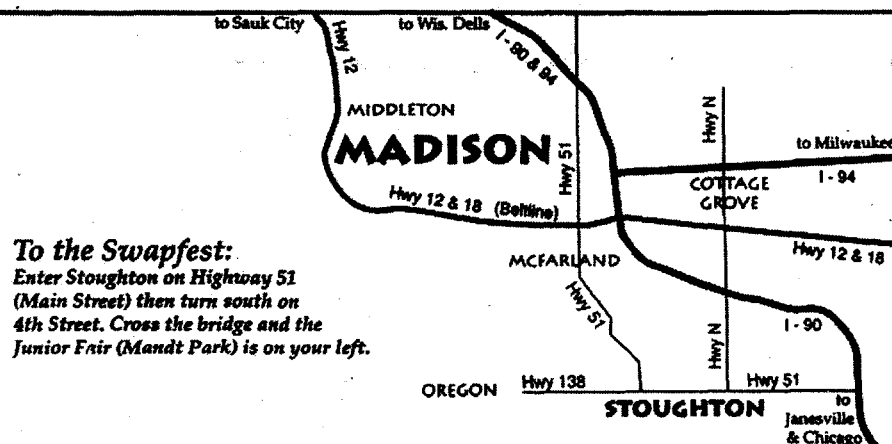 to Sauk City
to Wis. Dells
Hwy 12
I - 90 & 94
MIDDLETON
MADISON
Hwy 51
Hwy N
to Milwaukee
I - 94
COTTAGE
GROVE
Hwy 12 & 18 (Beltline)
Hwy 12 & 18
To the Swapfest:
Enter Stoughton on Highway 51
(Main Street) then turn south on
4th Street. Cross the bridge and the
Junior Fair (Mandt Park) is on your left.
MCFARLAND
Hwy 51
I - 90
Hwy N
OREGON
Hwy 138
Hwy 51
STOUGHTON
to
Janesville
& Chicago